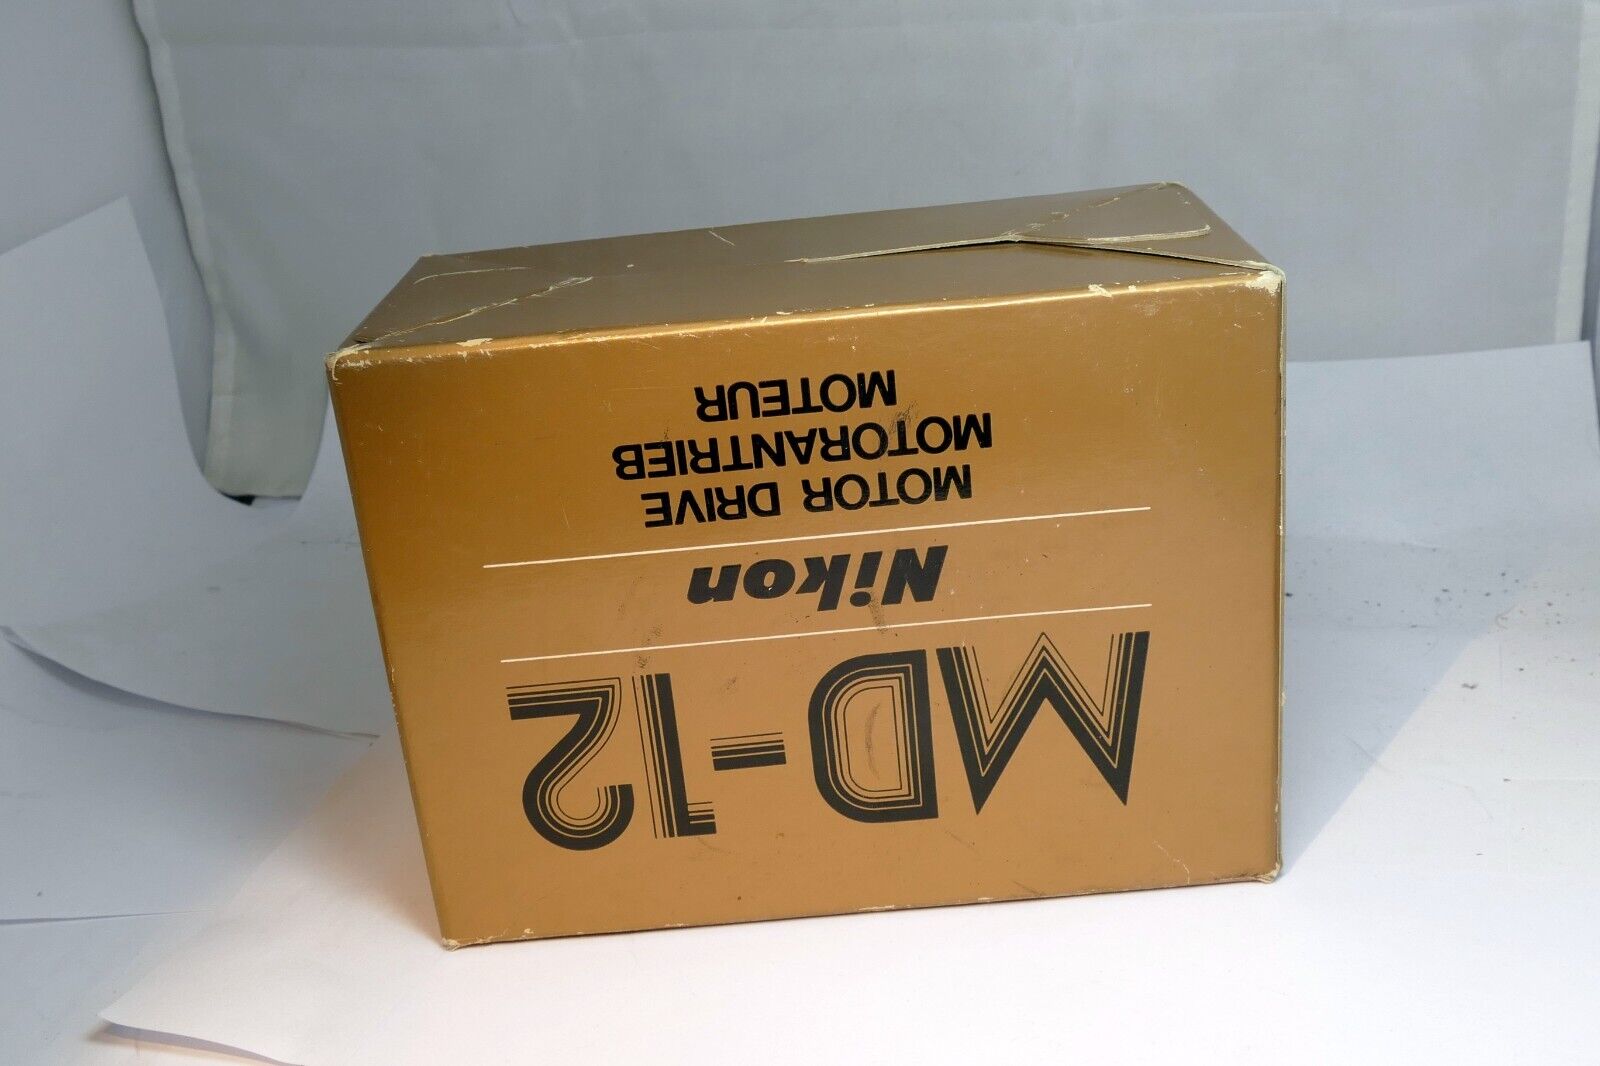 MD-12
Nikon
MOTOR DRIVE
MOTORANTRIEB
MOTEUR